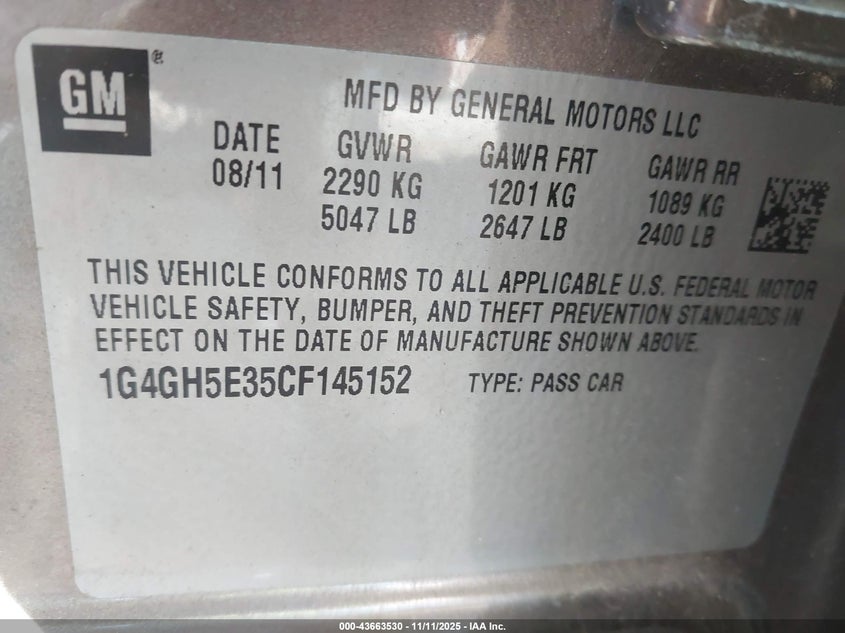 GM®
MFD BY GENERAL MOTORS LLC
DATE GVWR GAWR FRT GAWR RR
08/11 2290 KG 1201 KG 1089 KG
5047 LB 2647 LB 2400 LB
THIS VEHICLE CONFORMS TO ALL APPLICABLE U.S. FEDERAL MOTOR
VEHICLE SAFETY, BUMPER, AND THEFT PREVENTION STANDARDS IN
EFFECT ON THE DATE OF MANUFACTURE SHOWN ABOVE.
1G4GH5E35CF145152 TYPE: PASS CAR
000-43663530 - 11/11/2025 - IAA Inc.